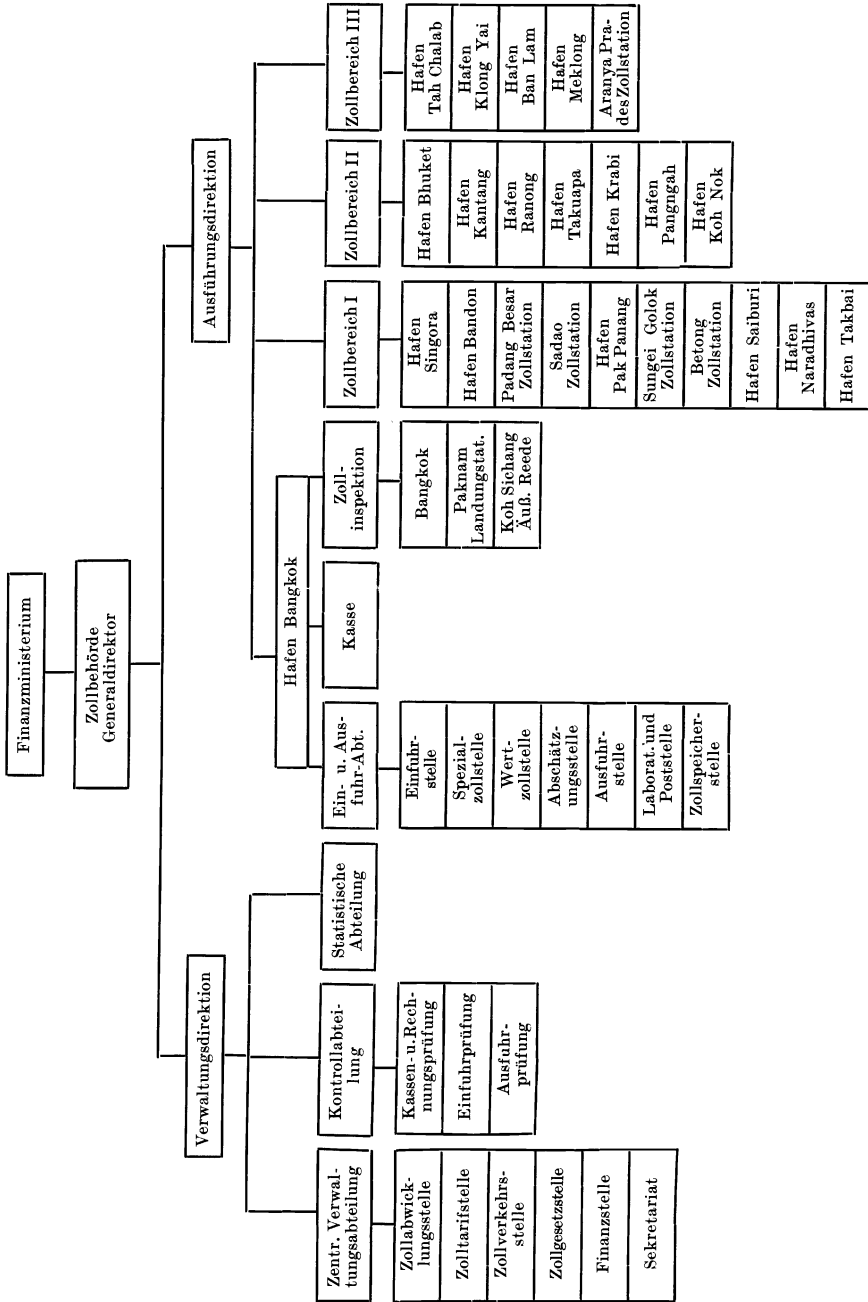 Finanzministerium
Zollbehörde
Generaldirektor
Verwaltungsdirektion
Ausführungsdirektion
Hafen Bangkok
Zentr. Verwal-
tungsabteilung
Zollabwick-
lungsstelle
Zolltarifstelle
Zollverkehrs-
stelle
Zollgesetzstelle
Finanzstelle
Sekretariat
Kontrollabtei-
lung
Kassen- u. Rech-
nungsprüfung
Einfuhrprüfung
Ausfuhr-
prüfung
Statistische
Abteilung
Ein- u. Aus-
fuhr-Abt.
Einfuhr-
stelle
Spezial-
zollstelle
Wert-
zollstelle
Abschätz-
ungsstelle
Ausfuhr-
stelle
Laborat. und
Poststelle
Zollspeicher-
stelle
Kasse
Zoll-
inspektion
Bangkok
Paknam
Landungstat.
Koh Sichang
Äuß. Reede
Zollbereich I
Hafen
Singora
Hafen Bandon
Padang Besar
Zollstation
Sadao
Zollstation
Hafen
Pak Panang
Sungei Golok
Zollstation
Betong
Zollstation
Hafen Saiburi
Hafen
Naradhivas
Hafen Takbai
Zollbereich II
Hafen Bhuket
Hafen
Kantang
Hafen
Ranong
Hafen
Takuapa
Hafen Krabi
Hafen
Pangngah
Hafen
Koh Nok
Zollbereich III
Hafen
Tah Chalab
Hafen
Klong Yai
Hafen
Ban Lam
Hafen
Meklong
Aranya Pra-
des Zollstation